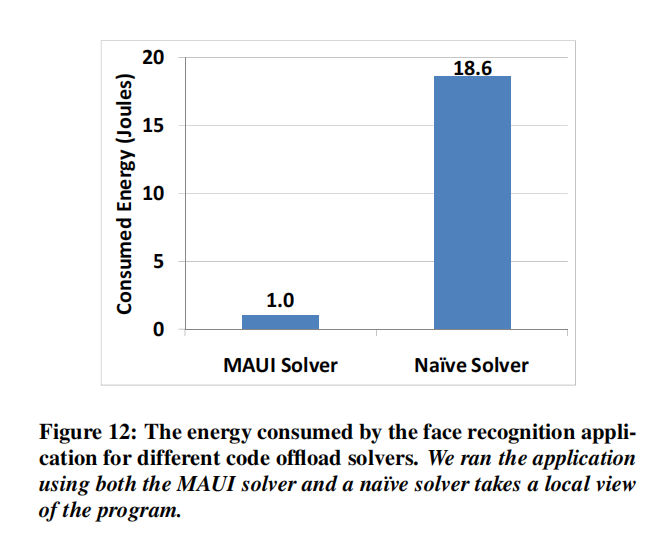 20
18.6
15
10
5
1.0
0
Consumed Energy (Joules)
MAUI Solver Naïve Solver
Figure 12: The energy consumed by the face recognition appli-
cation for different code offload solvers. We ran the application
using both the MAUI solver and a naïve solver takes a local view
of the program.